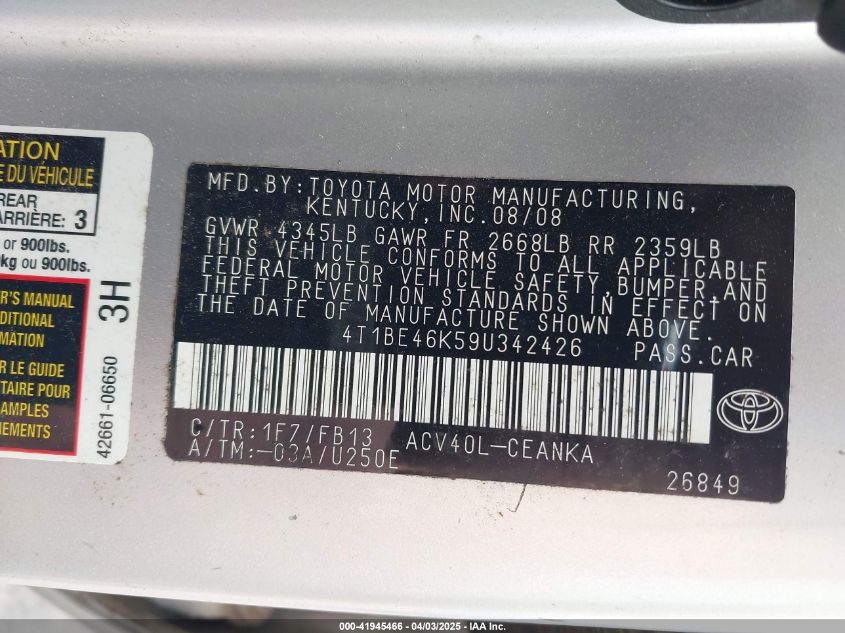 ATION
E DU VÉHICULE
REAR
ARRIÈRE: 3
or 900lbs.
kg ou 900lbs.
R'S MANUAL
DITIONAL
MATION
R LE GUIDE
TAIRE POUR
AMPLES
NEMENTS
3H
42661-06650
MFD.BY:TOYOTA MOTOR MANUFACTURING,
KENTUCKY,INC.08/08
GVWR 4345LB GAWR FR 2668LB RR 2359LB
THIS VEHICLE CONFORMS TO ALL APPLICABLE
FEDERAL MOTOR VEHICLE SAFETY,BUMPER,AND
THEFT PREVENTION STANDARDS IN EFFECT ON
THE DATE OF MANUFACTURE SHOWN ABOVE.
4T1BE46K59U342426 PASS.CAR
C/TR:1F7/FB13 ACV40L-CEANKA
A/TM:-03A/U250E
26849
000-41945466 - 04/03/2025 - IAA Inc.